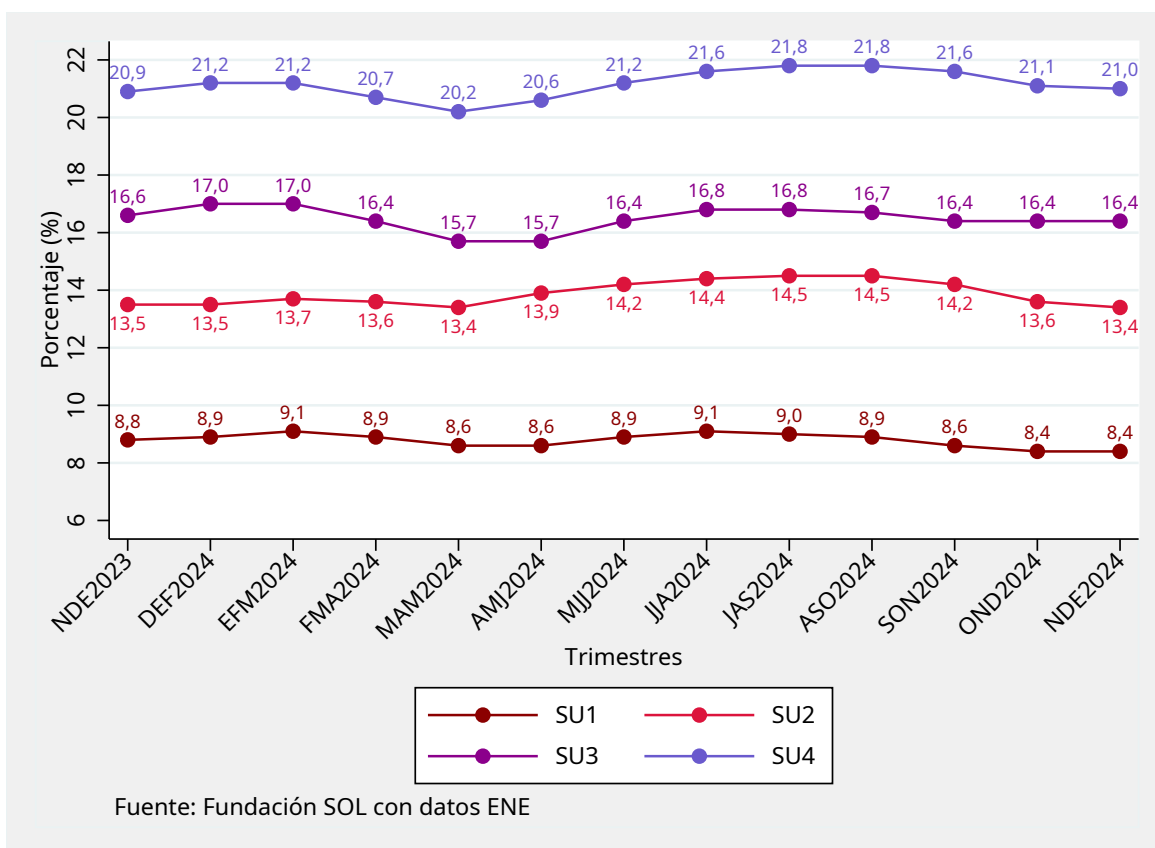 Porcentaje (%)
22
20
18
16
14
12
10
8
6
20,9 21,2 21,2 20,7 20,2 20,6 21,2 21,6 21,8 21,8 21,6 21,1 21,0
16,6 17,0 17,0 16,4 15,7 15,7 16,4 16,8 16,8 16,7 16,4 16,4 16,4
13,5 13,5 13,7 13,6 13,4 13,9 14,2 14,4 14,5 14,5 14,2 13,6 13,4
8,8 8,9 9,1 8,9 8,6 8,6 8,9 9,1 9,0 8,9 8,6 8,4 8,4
NDE2023 DEF2024 EFM2024 FMA2024 MAM2024 AMJ2024 MJJ2024 JJA2024 JAS2024 ASO2024 SON2024 OND2024 NDE2024
Trimestres
SU1 SU2
SU3 SU4
Fuente: Fundación SOL con datos ENE